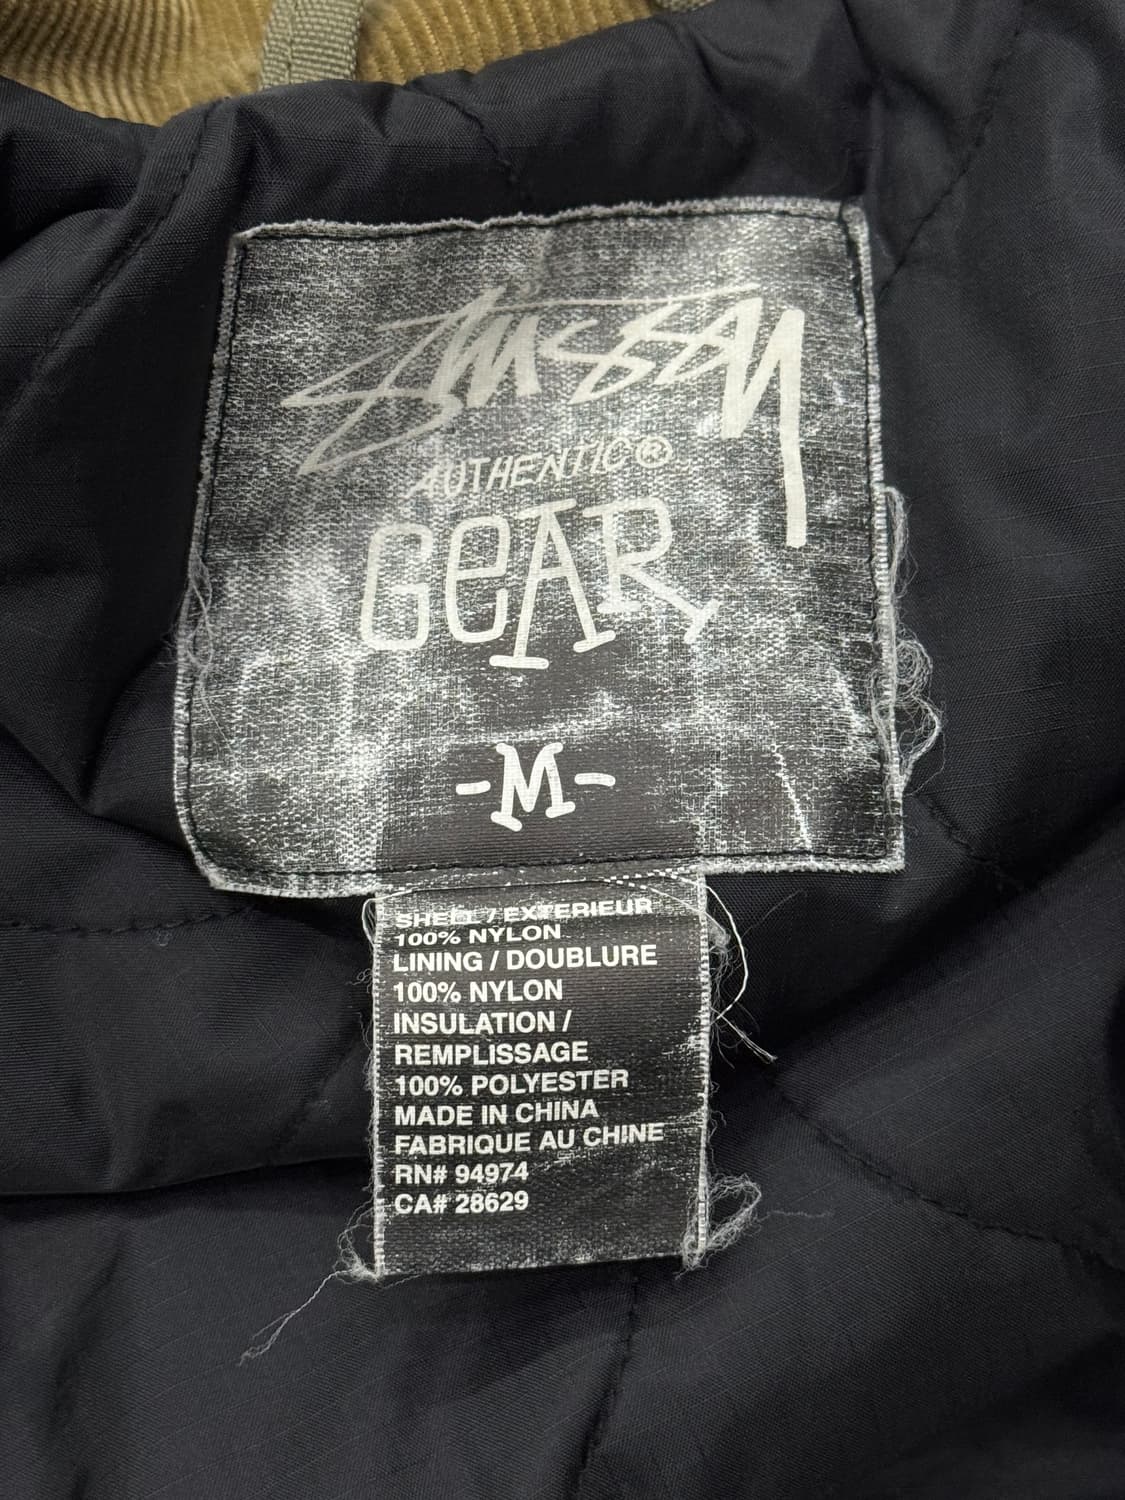 Stussy
AUTHENTIC®
GeAR
-M-
SHELL / EXTERIEUR
100% NYLON
LINING / DOUBLURE
100% NYLON
INSULATION /
REMPLISSAGE
100% POLYESTER
MADE IN CHINA
FABRIQUE AU CHINE
RN# 94974
CA# 28629